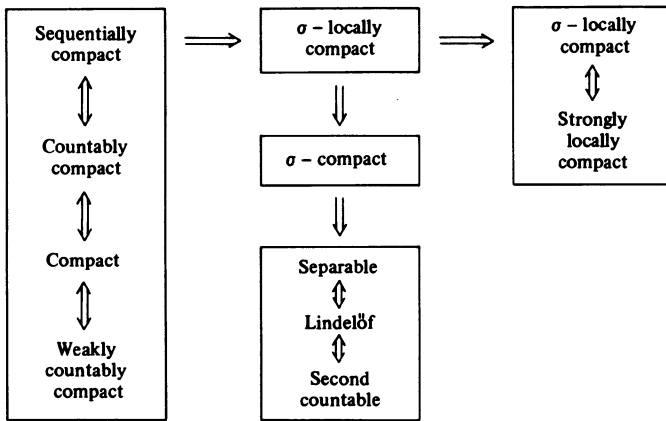 Sequentially
compact
Countably
compact
Compact
Weakly
countably
compact
σ – locally
compact
σ – compact
Separable
Lindelöf
Second
countable
σ – locally
compact
Strongly
locally
compact